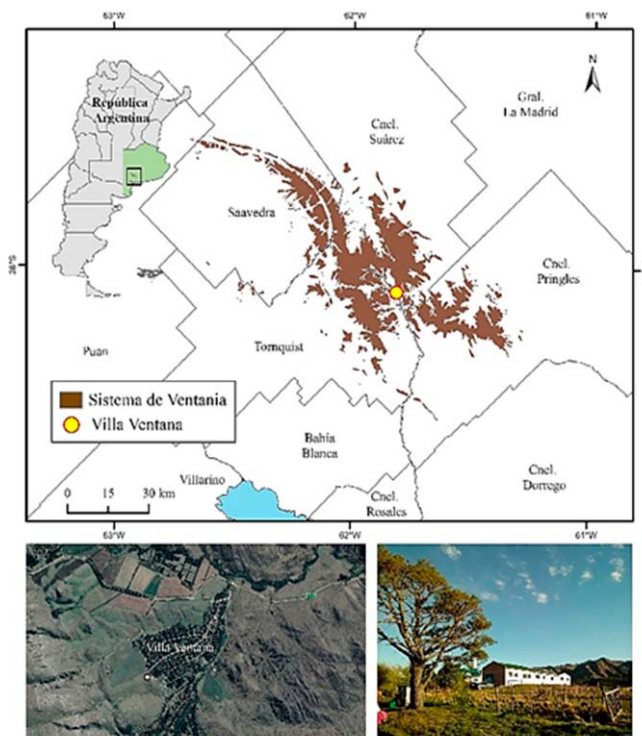 63°W
62°W
61°W
República
Argentina
N
Gral.
La Madrid
Cnel.
Suárez
Saavedra
38°S
Cnel.
Pringles
Puan
Tornquist
Sistema de Ventania
Villa Ventana
Bahía
Blanca
Villarino
Cnel.
Dorrego
Cnel.
Rosales
0 15 30 km
63°W
62°W
61°W
Villa Ventana